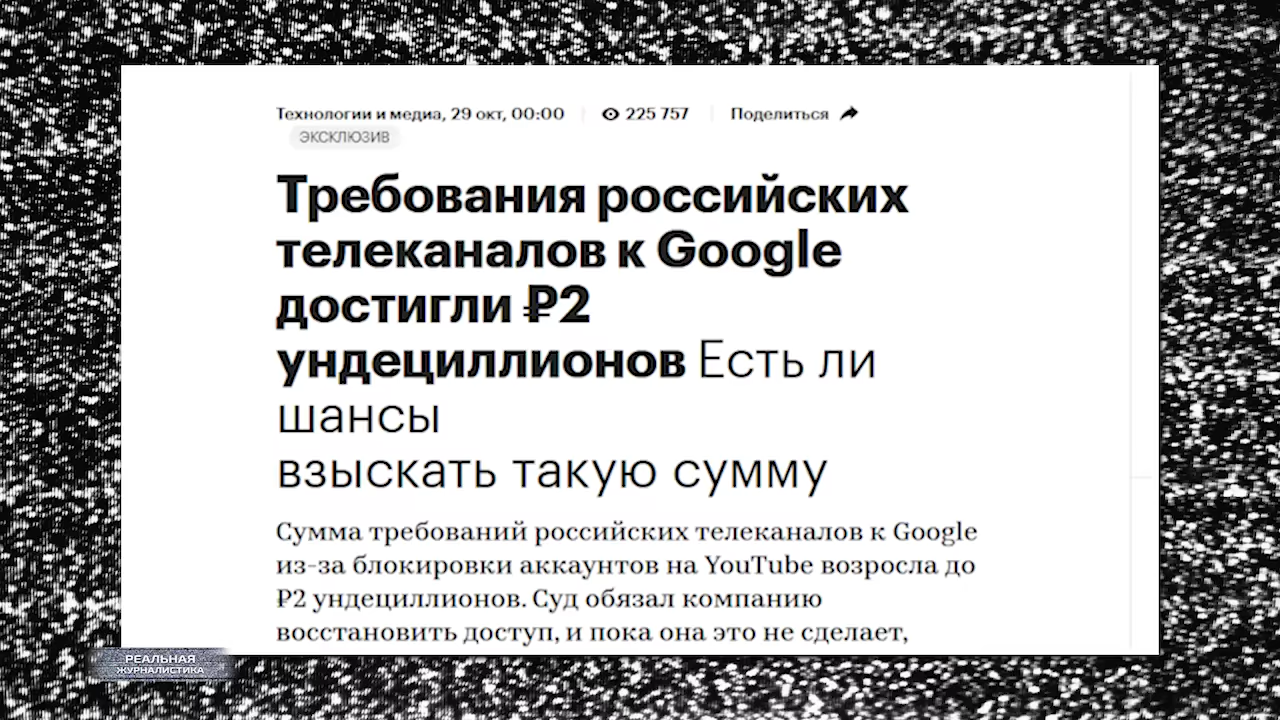 Технологии и медиа, 29 окт, 00:00 225 757 Поделиться
ЭКСКЛЮЗИВ
Требования российских
телеканалов к Google
достигли ₽2
ундециллионов Есть ли
шансы
взыскать такую сумму
Сумма требований российских телеканалов к Google
из-за блокировки аккаунтов на YouTube возросла до
₽2 ундециллионов. Суд обязал компанию
восстановить доступ, и пока она это не сделает,
РЕАЛЬНАЯ
ЖУРНАЛИСТИКА